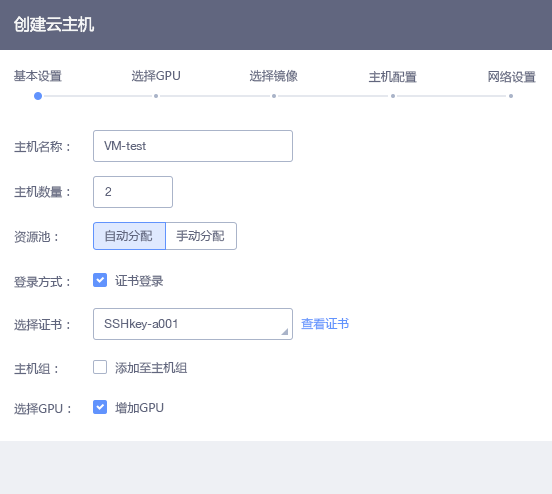 创建云主机
基本设置 选择GPU 选择镜像 主机配置 网络设置
主机名称： VM-test
主机数量： 2
资源池： 自动分配 手动分配
登录方式： 证书登录
选择证书： SSHkey-a001 查看证书
主机组： 添加至主机组
选择GPU： 增加GPU